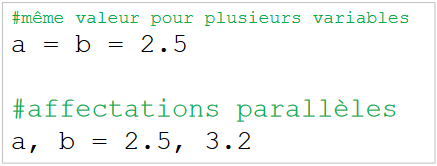 #même valeur pour plusieurs variables
a = b = 2.5
#affectations parallèles
a, b = 2.5, 3.2